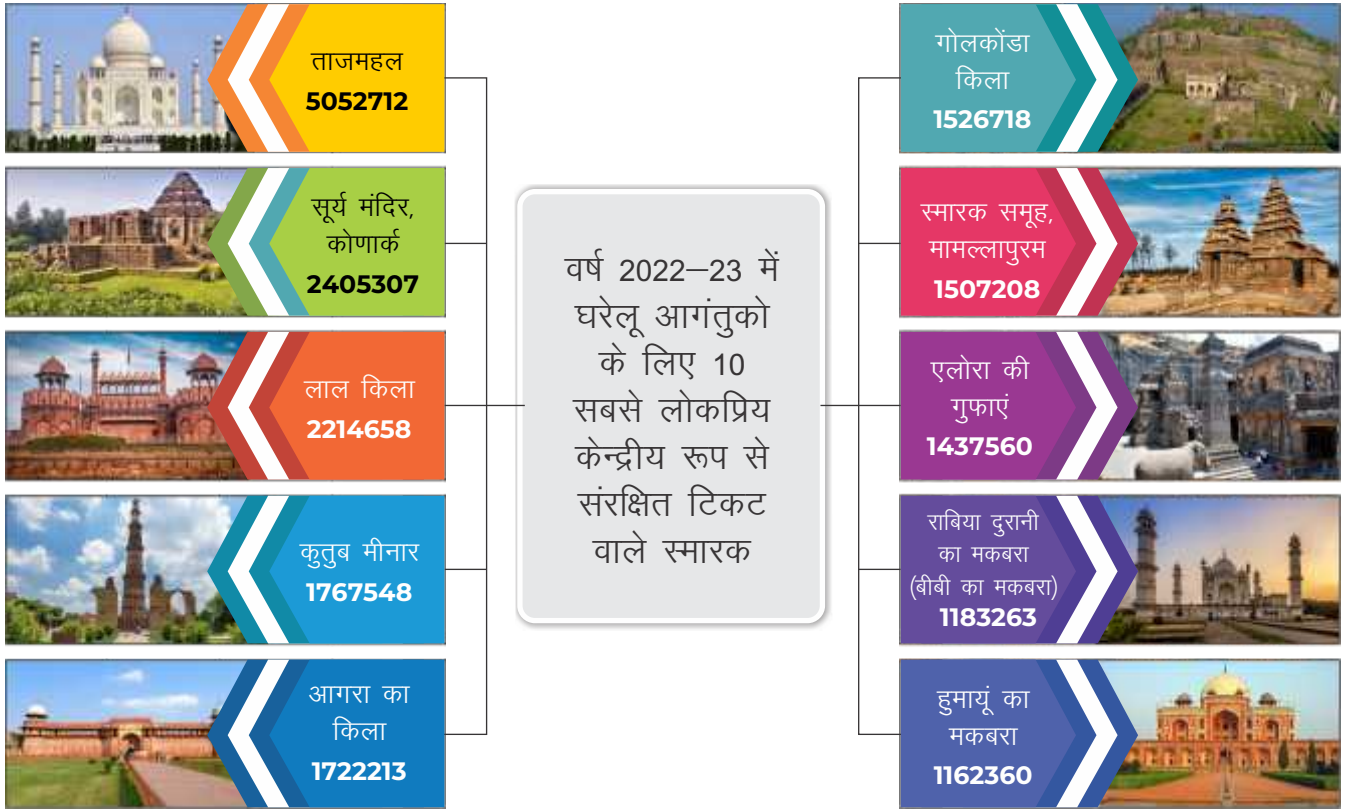 ताजमहल
5052712
सूर्य मंदिर,
कोणार्क
2405307
लाल किला
2214658
कुतुब मीनार
1767548
आगरा का
किला
1722213
वर्ष 2022–23 में
घरेलू आगंतुको
के लिए 10
सबसे लोकप्रिय
केन्द्रीय रूप से
संरक्षित टिकट
वाले स्मारक
गोलकोंडा
किला
1526718
स्मारक समूह,
मामल्लापुरम
1507208
एलोरा की
गुफाएं
1437560
राबिया दुरानी
का मकबरा
(बीबी का मकबरा)
1183263
हुमायूं का
मकबरा
1162360